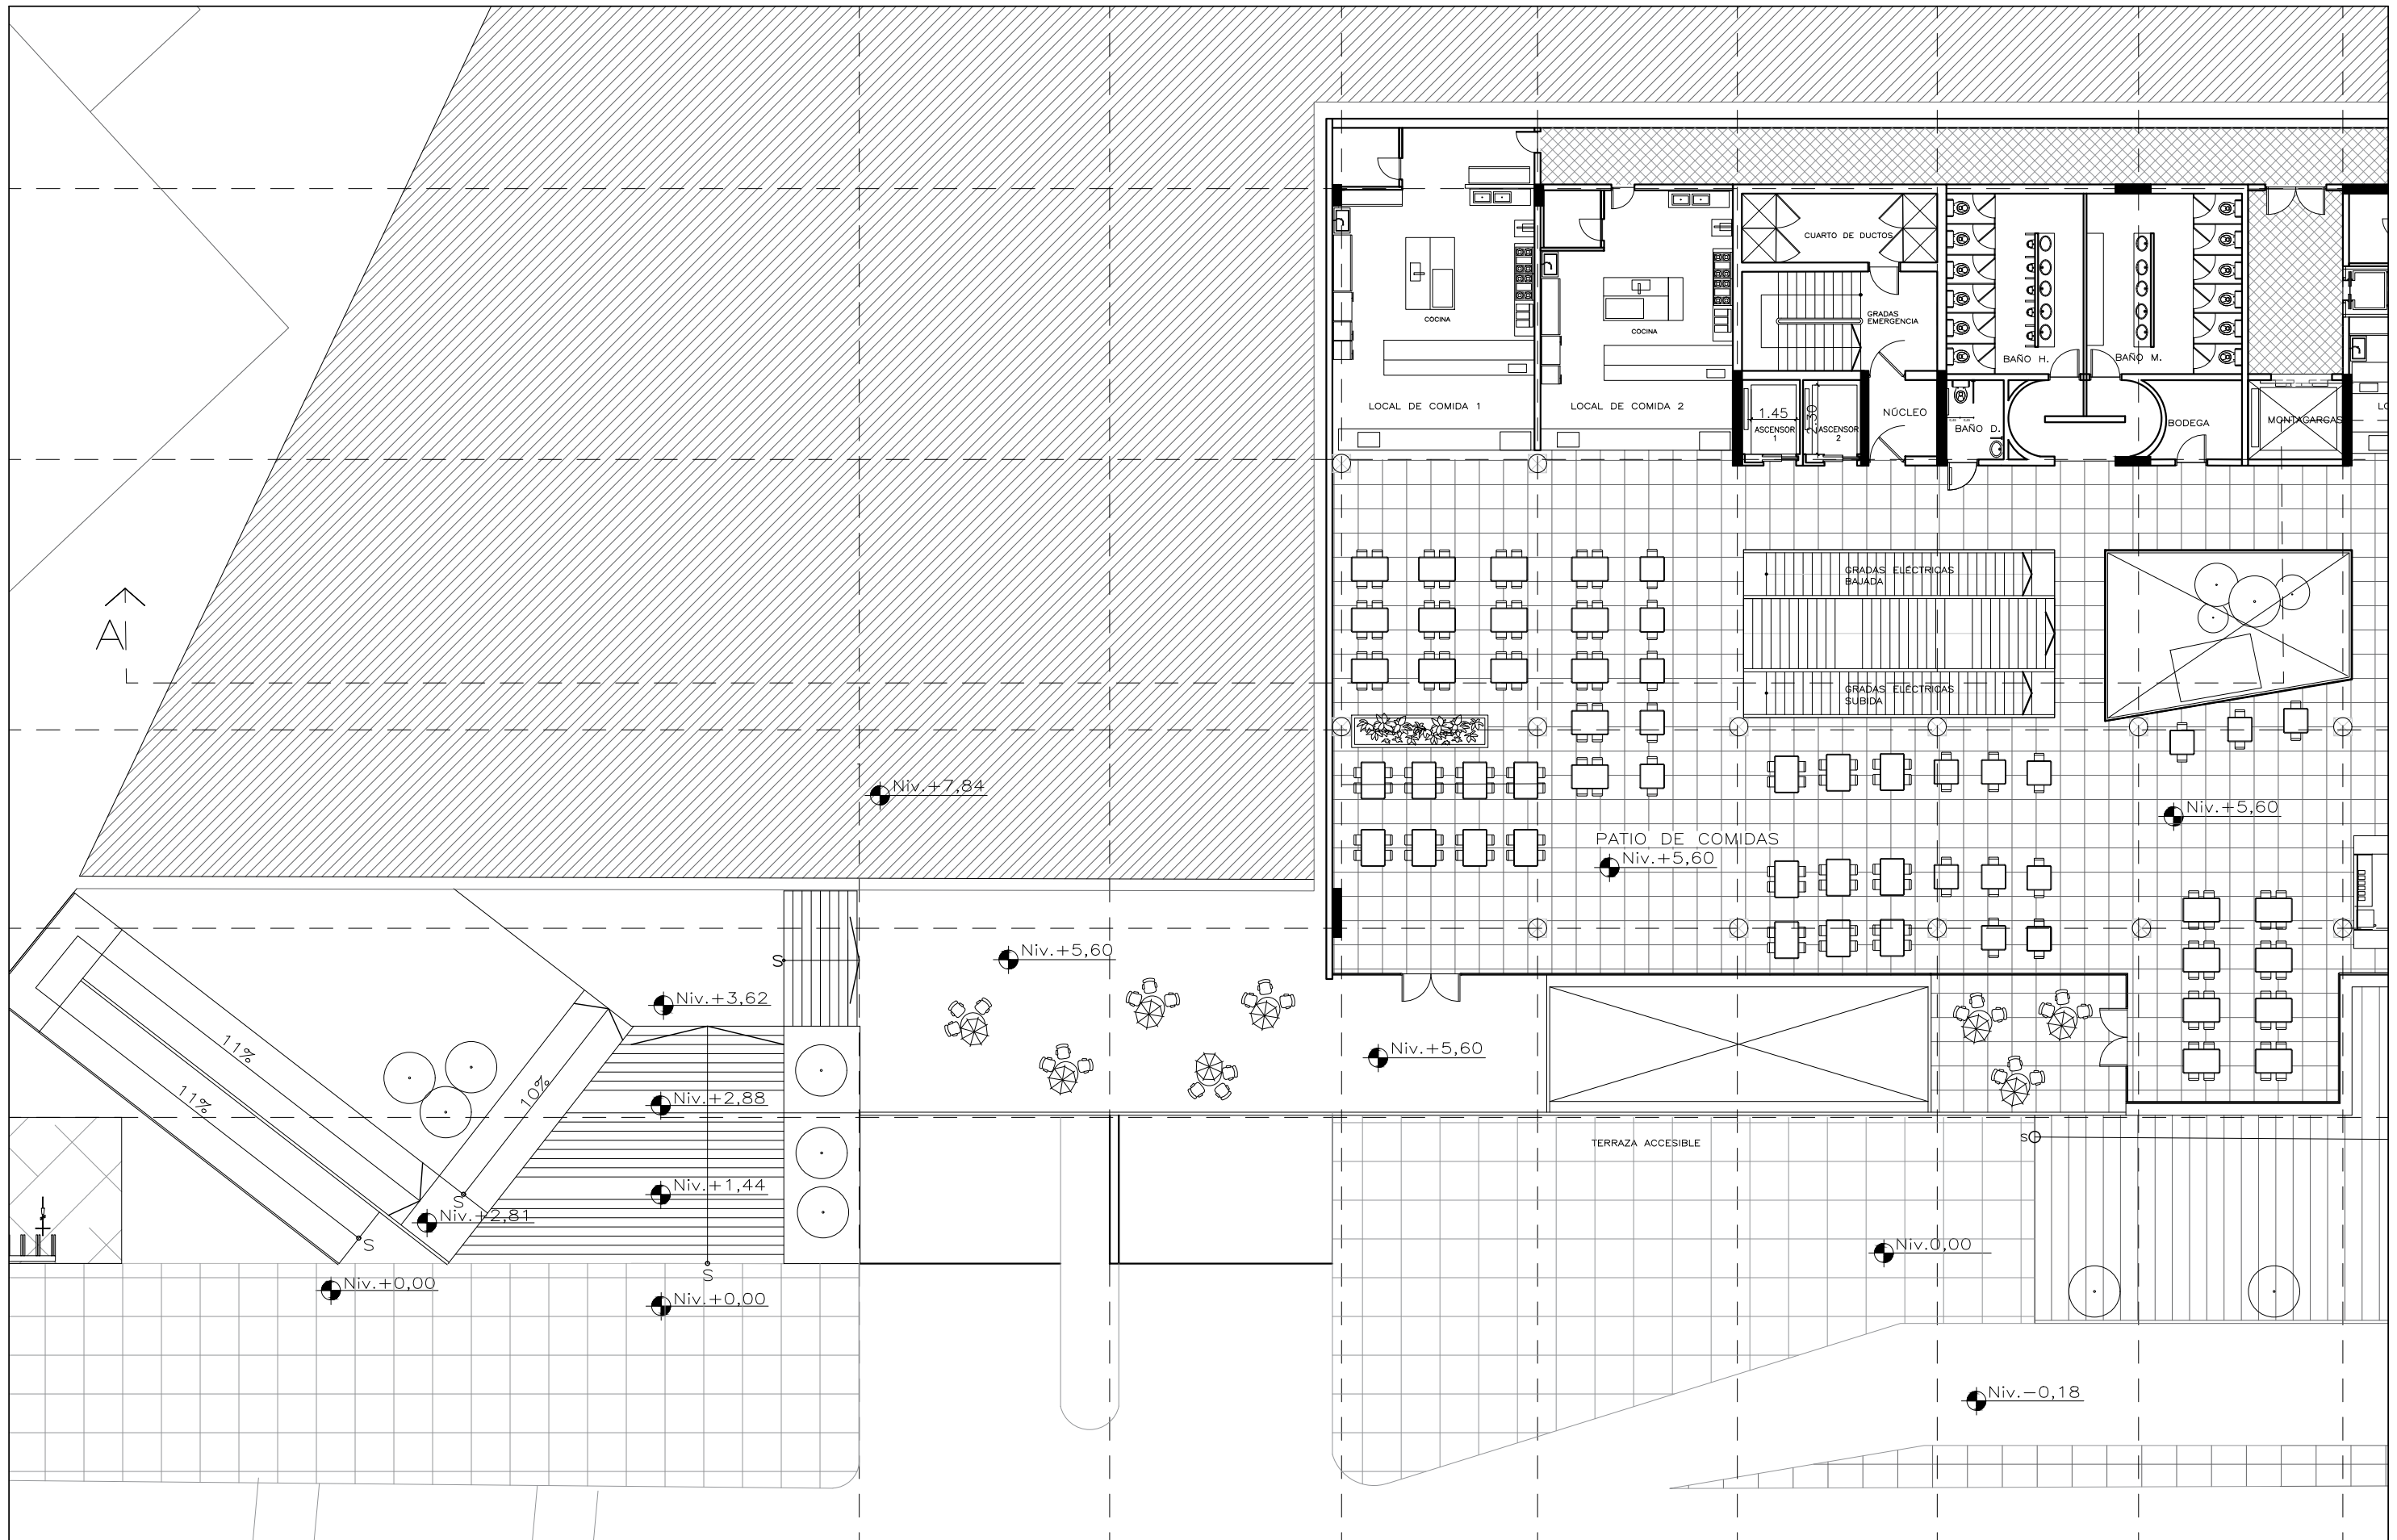 CUARTO DE DUCTOS
GRADAS
EMERGENCIA
COCINA
COCINA
BAÑO H.
BAÑO M.
LOCAL DE COMIDA 1
LOCAL DE COMIDA 2
1.45
2.30
ASCENSOR
1
ASCENSOR
2
NÚCLEO
BAÑO D.
BODEGA
MONTAGARGAS
LO
GRADAS ELÉCTRICAS
BAJADA
GRADAS ELÉCTRICAS
SUBIDA
A
Niv.+7,84
Niv.+5,60
PATIO DE COMIDAS
Niv.+5,60
S
Niv.+5,60
Niv.+3,62
11%
11%
10%
Niv.+5,60
Niv.+2,88
TERRAZA ACCESIBLE
S
Niv.+1,44
S
Niv.+2,81
S
Niv.0,00
S
Niv.+0,00
Niv.+0,00
Niv.-0,18